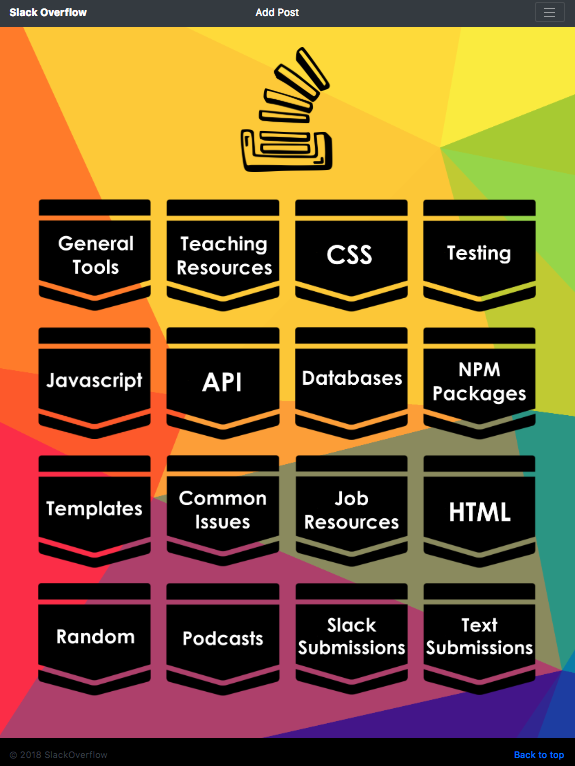 Slack Overflow
Add Post
General
Tools
Teaching
Resources
CSS
Testing
Javascript
API
Databases
NPM
Packages
Templates
Common
Issues
Job
Resources
HTML
Random
Podcasts
Slack
Submissions
Text
Submissions
© 2018 SlackOverflow
Back to top